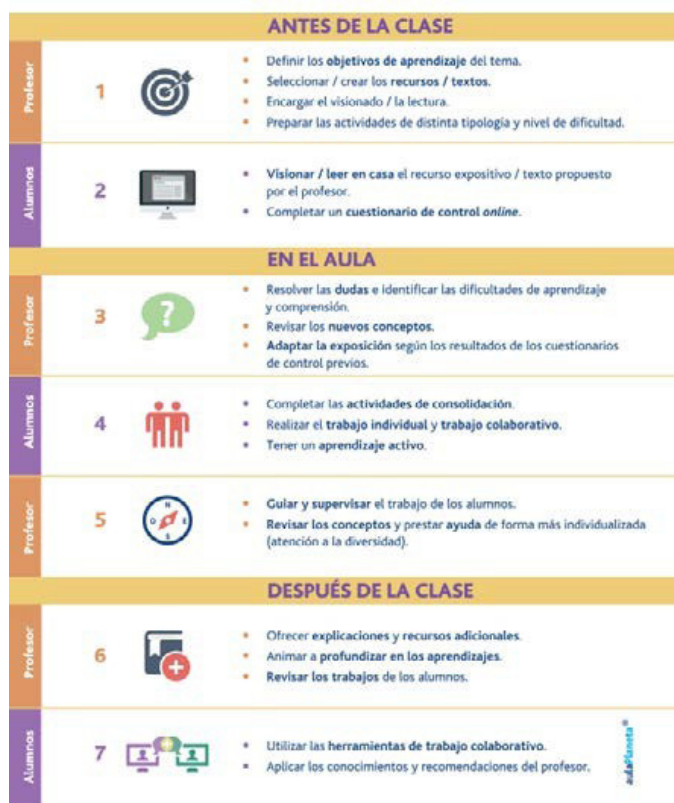 ANTES DE LA CLASE
Profesor
1
Definir los objetivos de aprendizaje del tema.
Seleccionar / crear los recursos / textos.
Encargar el visionado / la lectura.
Preparar las actividades de distinta tipología y nivel de dificultad.
Alumnos
2
Visionar / leer en casa el recurso expositivo / texto propuesto
por el profesor.
Completar un cuestionario de control online.
EN EL AULA
Profesor
3
?
Resolver las dudas e identificar las dificultades de aprendizaje
y comprensión.
Revisar los nuevos conceptos.
Adaptar la exposición según los resultados de los cuestionarios
de control previos.
Alumnos
4
Completar las actividades de consolidación.
Realizar el trabajo individual y trabajo colaborativo.
Tener un aprendizaje activo.
Profesor
5
N
O E
S
Guiar y supervisar el trabajo de los alumnos.
Revisar los conceptos y prestar ayuda de forma más individualizada
(atención a la diversidad).
DESPUÉS DE LA CLASE
Profesor
6
Ofrecer explicaciones y recursos adicionales.
Animar a profundizar en los aprendizajes.
Revisar los trabajos de los alumnos.
Alumnos
7
Utilizar las herramientas de trabajo colaborativo.
Aplicar los conocimientos y recomendaciones del profesor.
aulaPlaneta